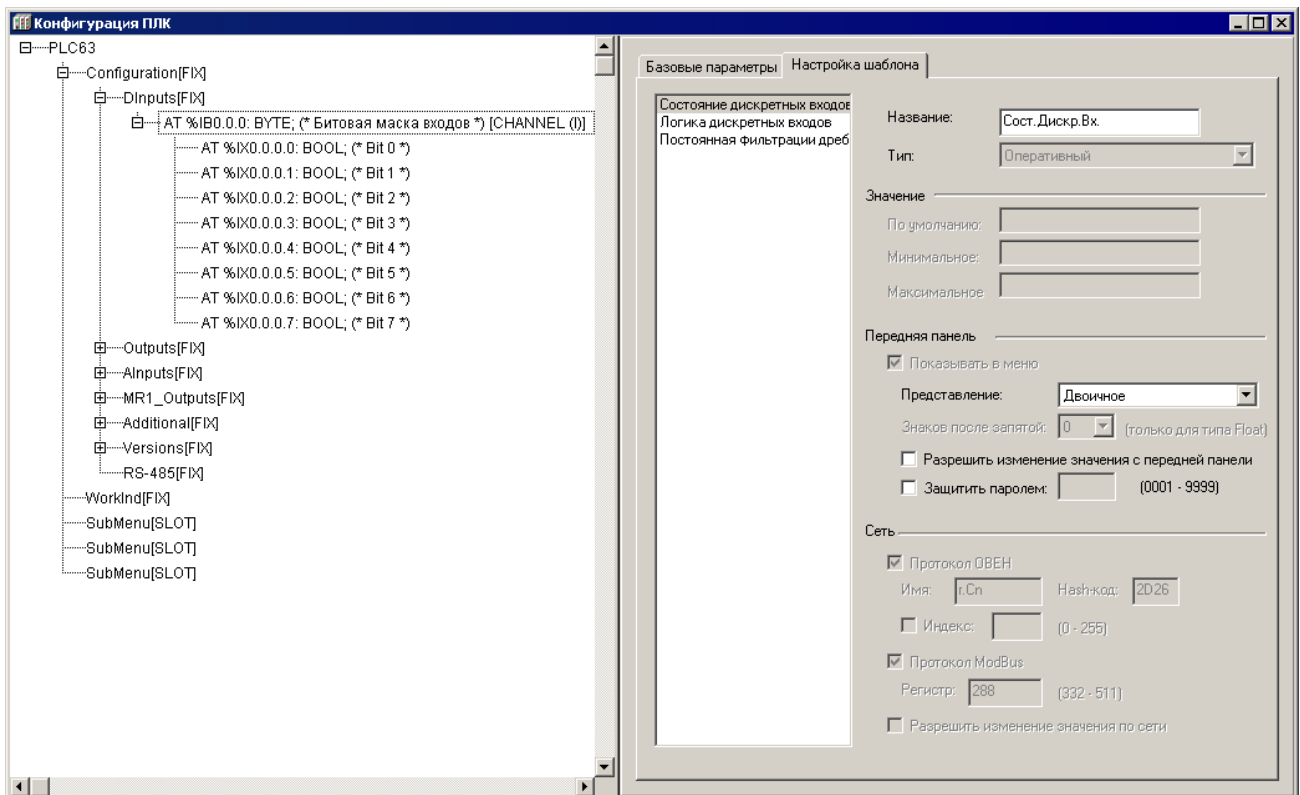 Конфигурация ПЛК
PLC63
Configuration[FIX]
DInputs[FIX]
AT %IB0.0.0: BYTE; (* Битовая маска входов *) [CHANNEL (I)]
AT %IX0.0.0.0: BOOL; (* Bit 0 *)
AT %IX0.0.0.1: BOOL; (* Bit 1 *)
AT %IX0.0.0.2: BOOL; (* Bit 2 *)
AT %IX0.0.0.3: BOOL; (* Bit 3 *)
AT %IX0.0.0.4: BOOL; (* Bit 4 *)
AT %IX0.0.0.5: BOOL; (* Bit 5 *)
AT %IX0.0.0.6: BOOL; (* Bit 6 *)
AT %IX0.0.0.7: BOOL; (* Bit 7 *)
Outputs[FIX]
AInputs[FIX]
MR1_Outputs[FIX]
Additional[FIX]
Versions[FIX]
RS-485[FIX]
WorkInd[FIX]
SubMenu[SLOT]
SubMenu[SLOT]
SubMenu[SLOT]
Базовые параметры Настройка шаблона
Состояние дискретных входов
Логика дискретных входов
Постоянная фильтрации дреб
Название: Сост.Дискр.Вх.
Тип: Оперативный
Значение
По умолчанию:
Минимальное:
Максимальное
Передняя панель
Показывать в меню
Представление: Двоичное
Знаков после запятой: 0 (только для типа Float)
Разрешить изменение значения с передней панели
Защитить паролем: (0001 - 9999)
Сеть
Протокол ОВЕН
Имя: r.Cn Hash-код: 2D26
Индекс: (0 - 255)
Протокол ModBus
Регистр: 288 (332 - 511)
Разрешить изменение значения по сети